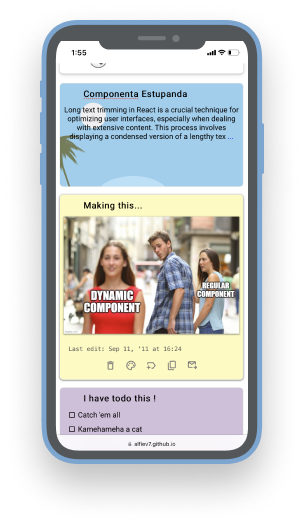 1:55
Componenta Estupanda
Long text trimming in React is a crucial technique for
optimizing user interfaces, especially when dealing
with extensive content. This process involves
displaying a condensed version of a lengthy tex ...
Making this...
REGULAR
COMPONENT
DYNAMIC
COMPONENT
Last edit: Sep 11, '11 at 16:24
I have todo this !
Catch 'em all
Kamehameha a cat
alfiev7.github.io